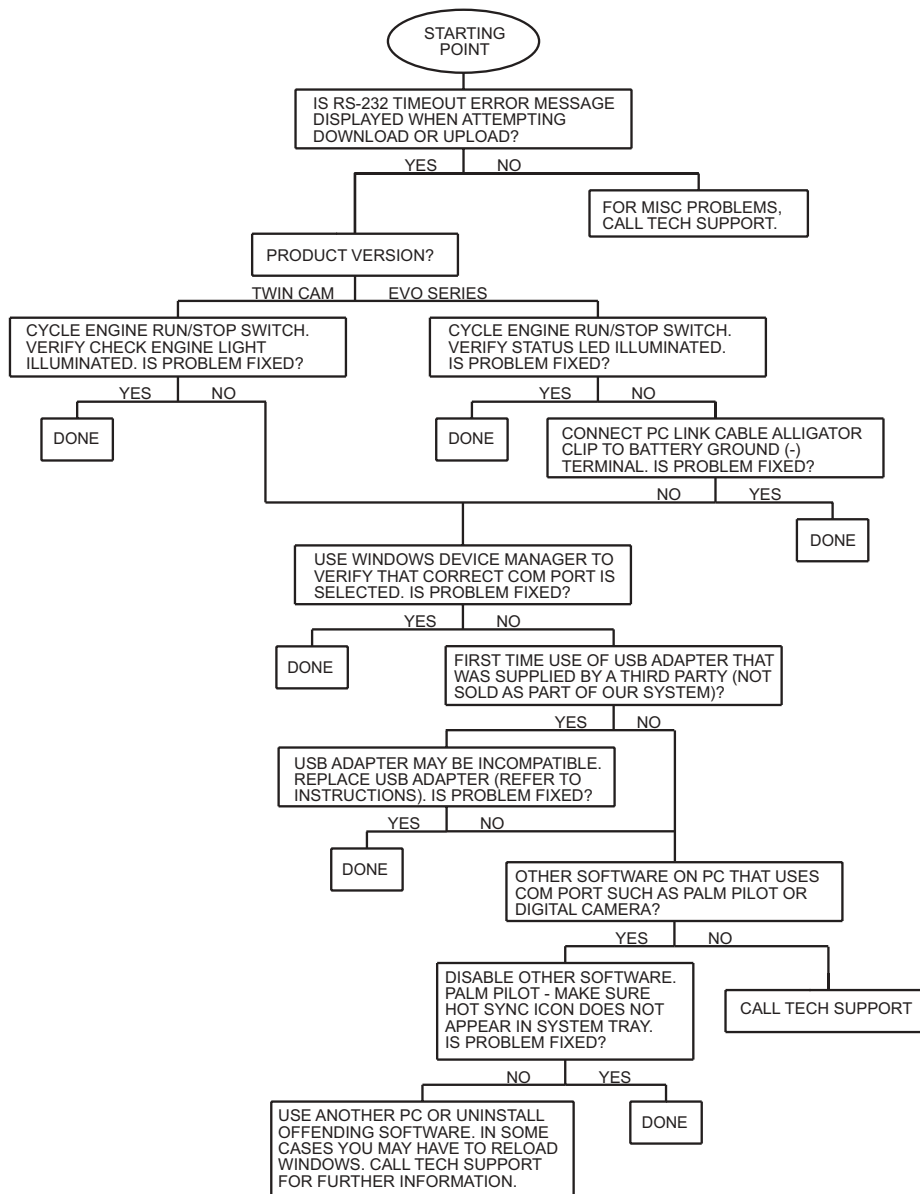 STARTING
POINT
IS RS-232 TIMEOUT ERROR MESSAGE
DISPLAYED WHEN ATTEMPTING
DOWNLOAD OR UPLOAD?
YES NO
FOR MISC PROBLEMS,
CALL TECH SUPPORT.
PRODUCT VERSION?
TWIN CAM EVO SERIES
CYCLE ENGINE RUN/STOP SWITCH.
VERIFY CHECK ENGINE LIGHT
ILLUMINATED. IS PROBLEM FIXED?
CYCLE ENGINE RUN/STOP SWITCH.
VERIFY STATUS LED ILLUMINATED.
IS PROBLEM FIXED?
YES NO
YES NO
DONE
DONE
CONNECT PC LINK CABLE ALLIGATOR
CLIP TO BATTERY GROUND (-)
TERMINAL. IS PROBLEM FIXED?
NO YES
DONE
USE WINDOWS DEVICE MANAGER TO
VERIFY THAT CORRECT COM PORT IS
SELECTED. IS PROBLEM FIXED?
YES NO
DONE
FIRST TIME USE OF USB ADAPTER THAT
WAS SUPPLIED BY A THIRD PARTY (NOT
SOLD AS PART OF OUR SYSTEM)?
YES NO
USB ADAPTER MAY BE INCOMPATIBLE.
REPLACE USB ADAPTER (REFER TO
INSTRUCTIONS). IS PROBLEM FIXED?
YES NO
DONE
OTHER SOFTWARE ON PC THAT USES
COM PORT SUCH AS PALM PILOT OR
DIGITAL CAMERA?
YES NO
DISABLE OTHER SOFTWARE.
PALM PILOT - MAKE SURE
HOT SYNC ICON DOES NOT
APPEAR IN SYSTEM TRAY.
IS PROBLEM FIXED?
CALL TECH SUPPORT
NO YES
USE ANOTHER PC OR UNINSTALL
OFFENDING SOFTWARE. IN SOME
CASES YOU MAY HAVE TO RELOAD
WINDOWS. CALL TECH SUPPORT
FOR FURTHER INFORMATION.
DONE